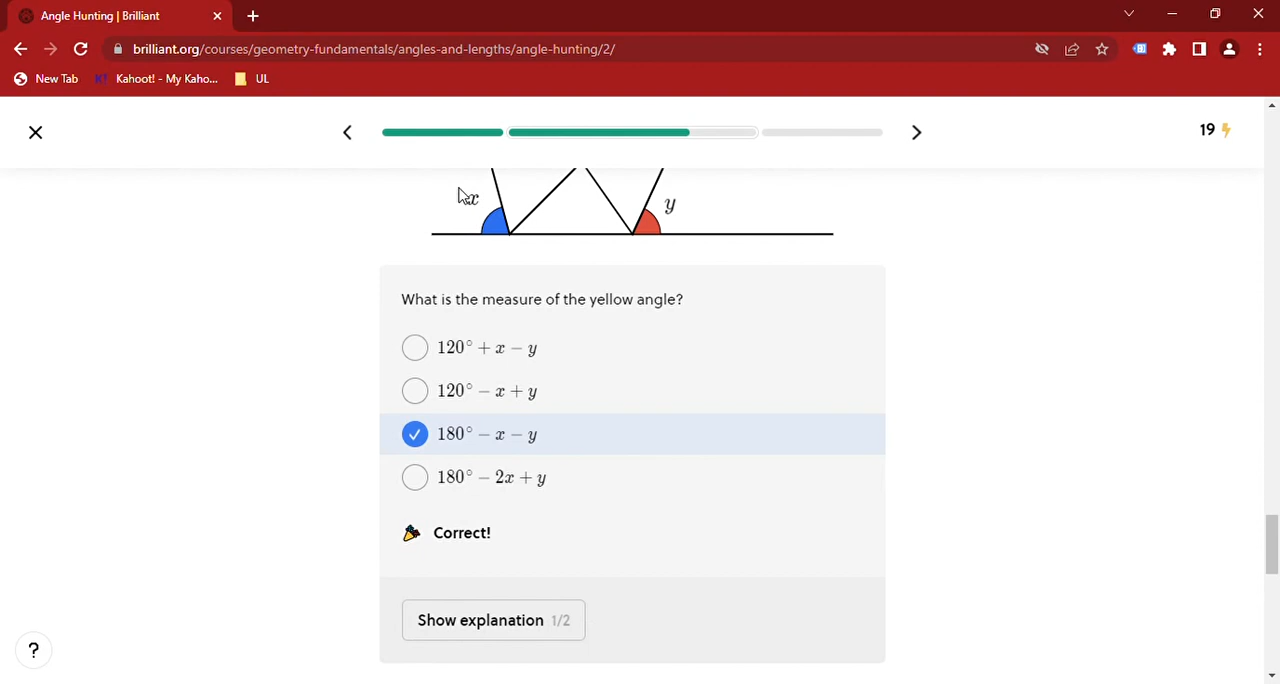 Angle Hunting | Brilliant
brilliant.org/courses/geometry-fundamentals/angles-and-lengths/angle-hunting/2/
New Tab
Kahoot! - My Kaho...
UL
19
x
y
What is the measure of the yellow angle?
120° + x − y
120° − x + y
180° − x − y
180° − 2x + y
Correct!
Show explanation 1/2
?